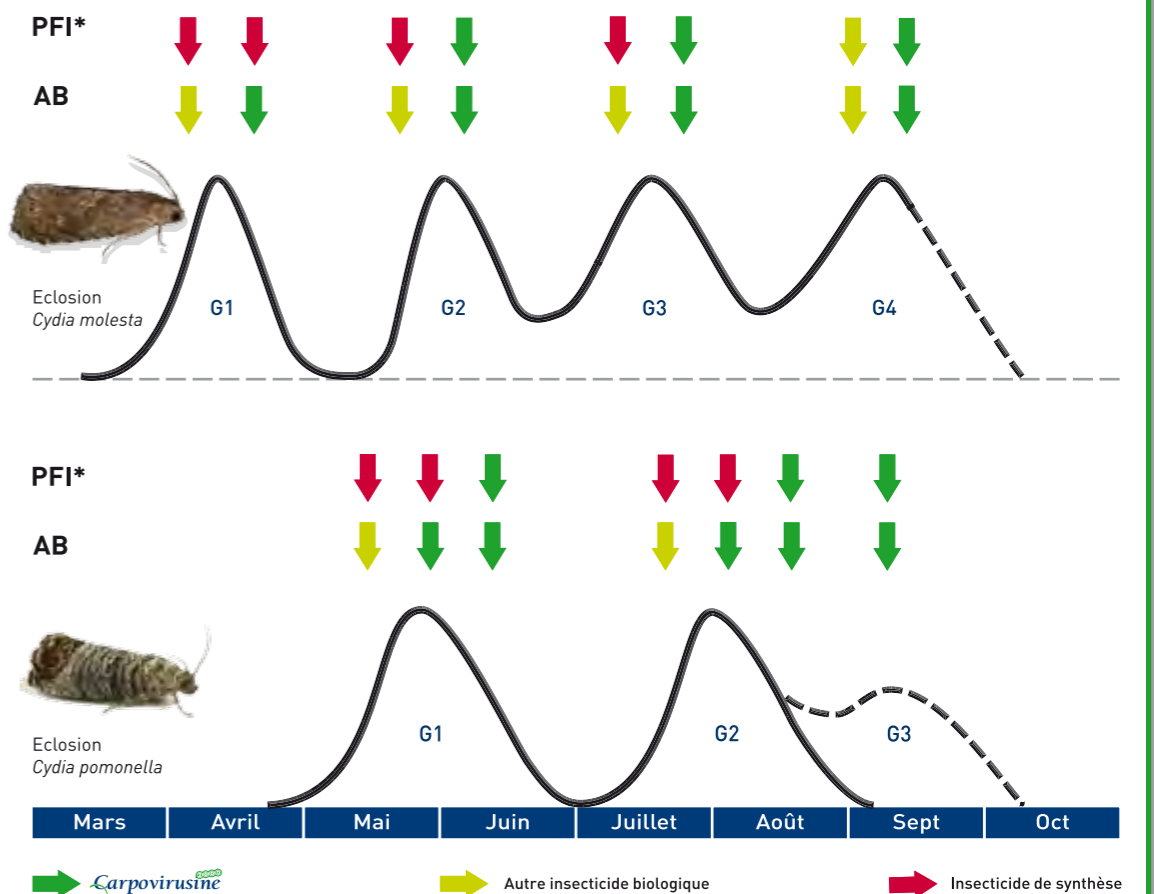 PFI*
AB
Eclosion
Cydia molesta
G1 G2 G3 G4
PFI*
AB
Eclosion
Cydia pomonella
G1 G2 G3
Mars Avril Mai Juin Juillet Août Sept Oct
Carpovirusine Autre insecticide biologique Insecticide de synthèse